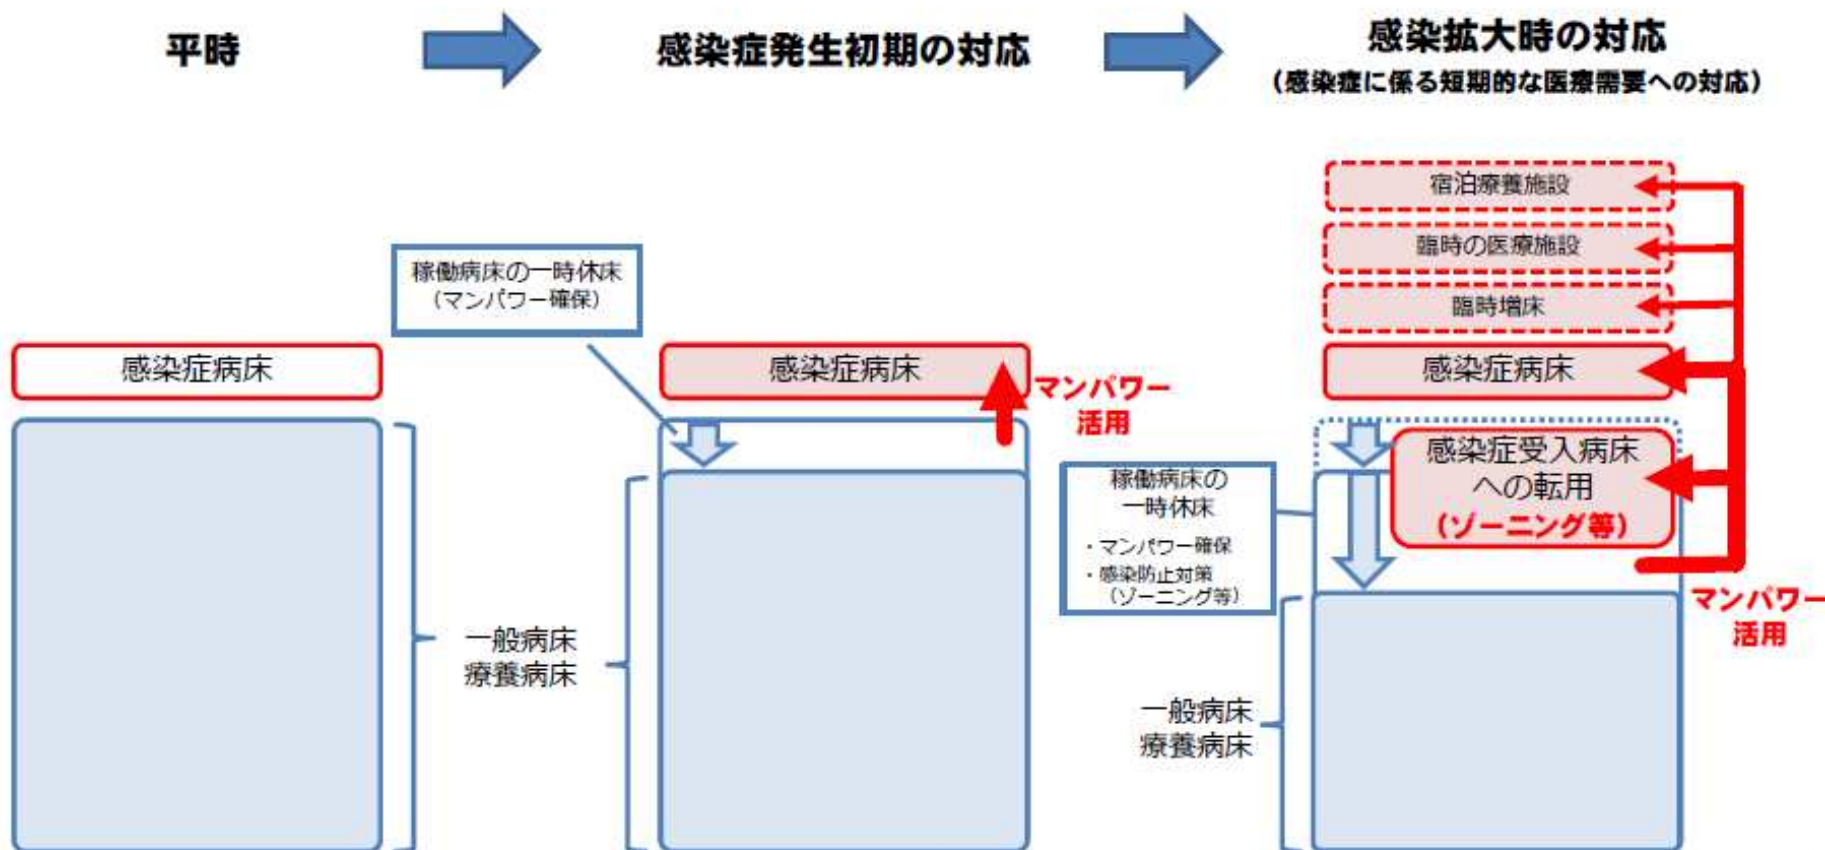 平時
感染症発生初期の対応
感染拡大時の対応
（感染症に係る短期的な医療需要への対応）
感染症病床
一般病床
療養病床
稼働病床の一時休床
（マンパワー確保）
感染症病床
マンパワー
活用
宿泊療養施設
臨時の医療施設
臨時増床
感染症病床
感染症受入病床
への転用
（ゾーニング等）
稼働病床の
一時休床
・マンパワー確保
・感染防止対策
（ゾーニング等）
マンパワー
活用
一般病床
療養病床